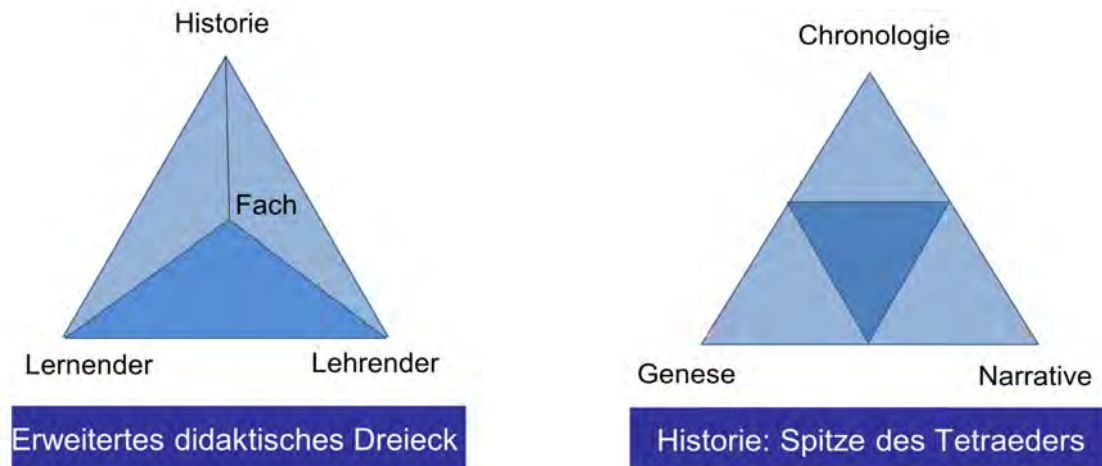 Historie
Fach
Lernender
Lehrender
Erweitertes didaktisches Dreieck
Chronologie
Genese
Narrative
Historie: Spitze des Tetraeders